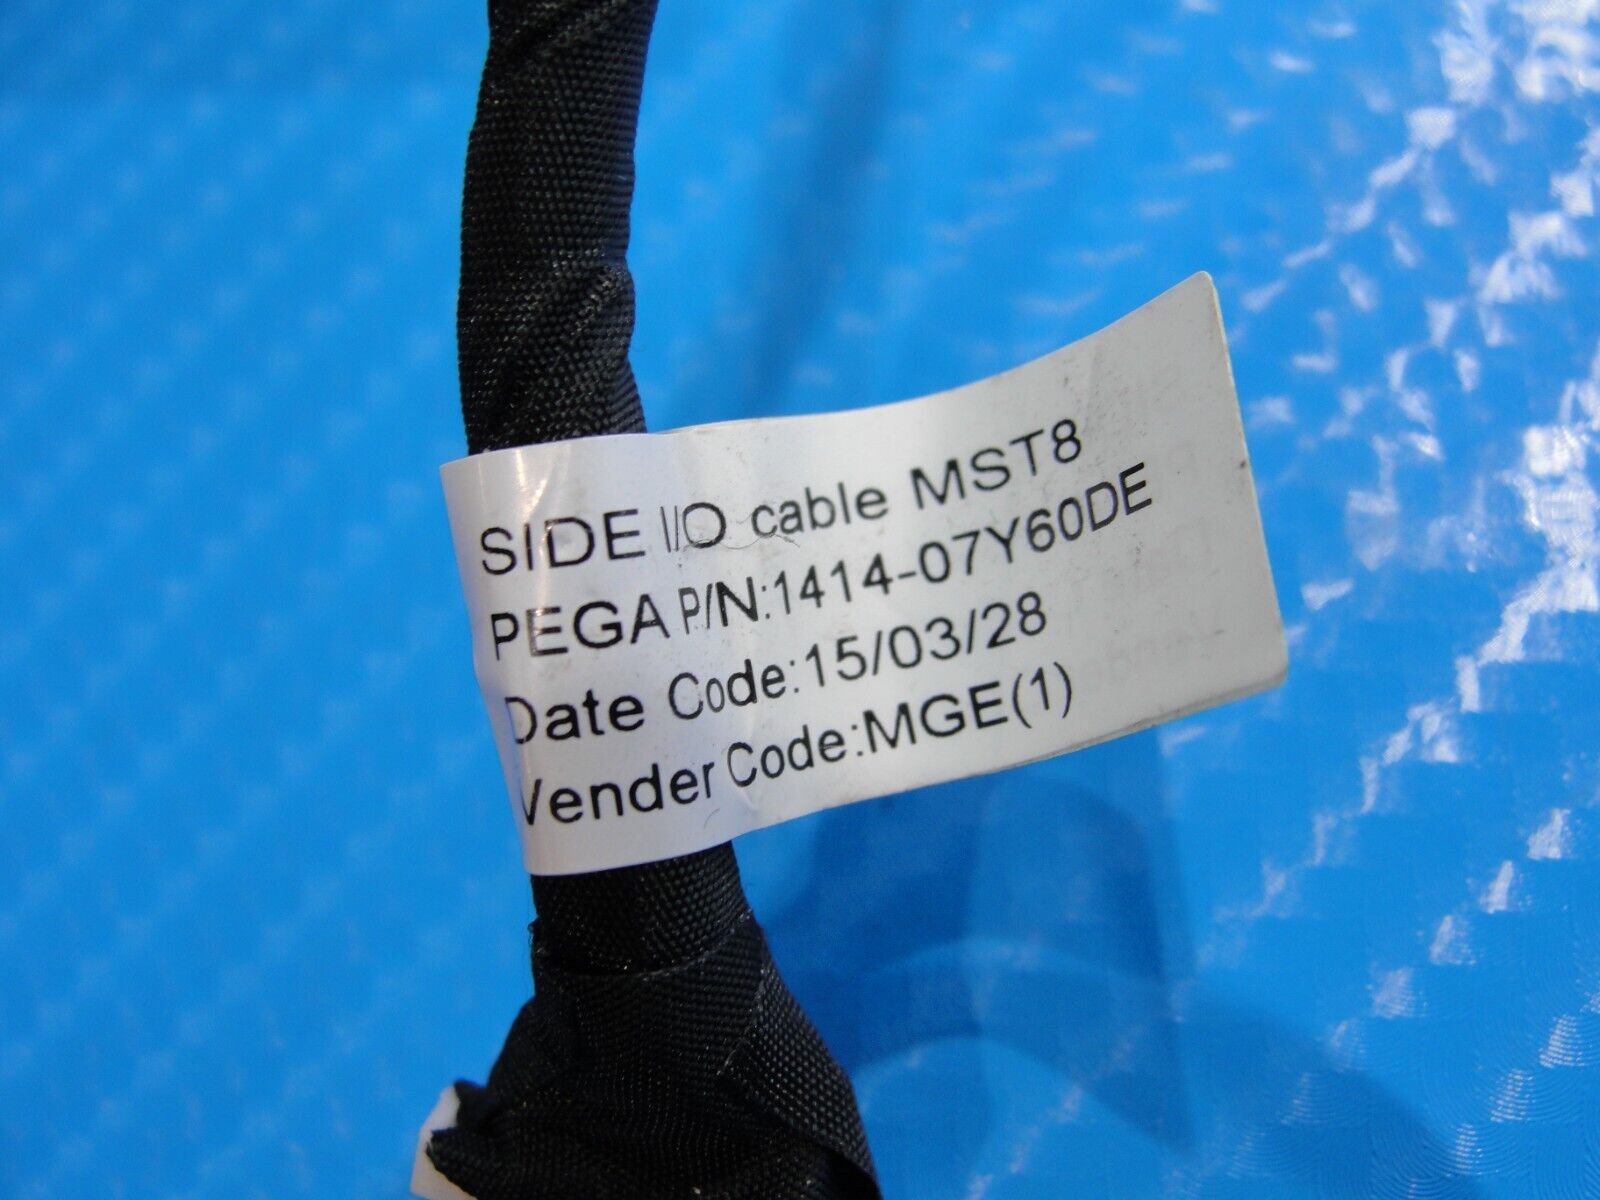 SIDE I/O cable MST8
PEGA P/N:1414-07Y60DE
Date Code:15/03/28
Vender Code:MGE(1)